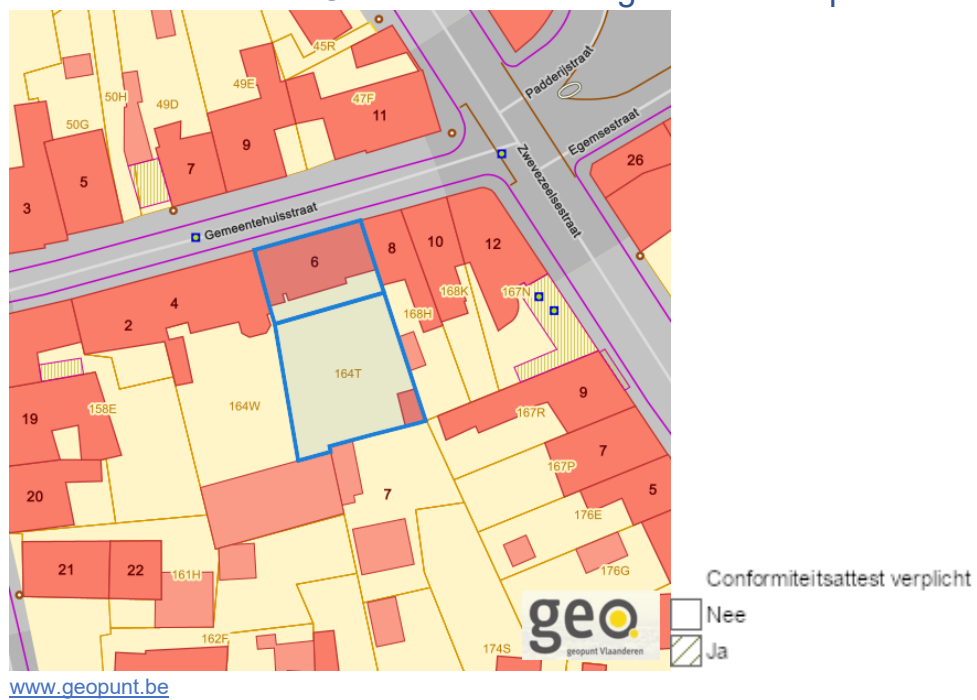 45R
49E
50H
49D
47F
50G
11
9
7
5
3
Padderijstraat
Egemsestraat
Zwevezeelsestraat
Gemeentehuisstraat
26
6
8
10
12
4
2
168K
167N
168H
164T
164W
158E
19
9
167R
7
167P
5
20
7
176E
21
22
161H
176G
162F
174S
geo.
geopunt Vlaanderen
Conformiteitsattest verplicht
Nee
Ja
www.geopunt.be